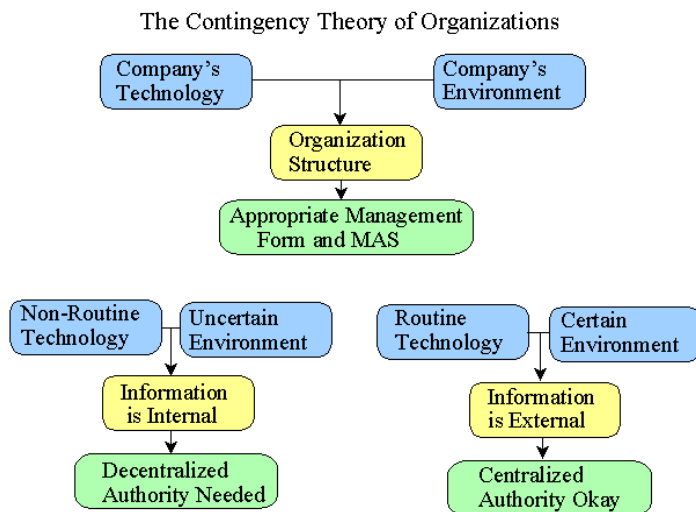 The Contingency Theory of Organizations
Company's
Technology
Company's
Environment
Organization
Structure
Appropriate Management
Form and MAS
Non-Routine
Technology
Uncertain
Environment
Routine
Technology
Certain
Environment
Information
is Internal
Information
is External
Decentralized
Authority Needed
Centralized
Authority Okay